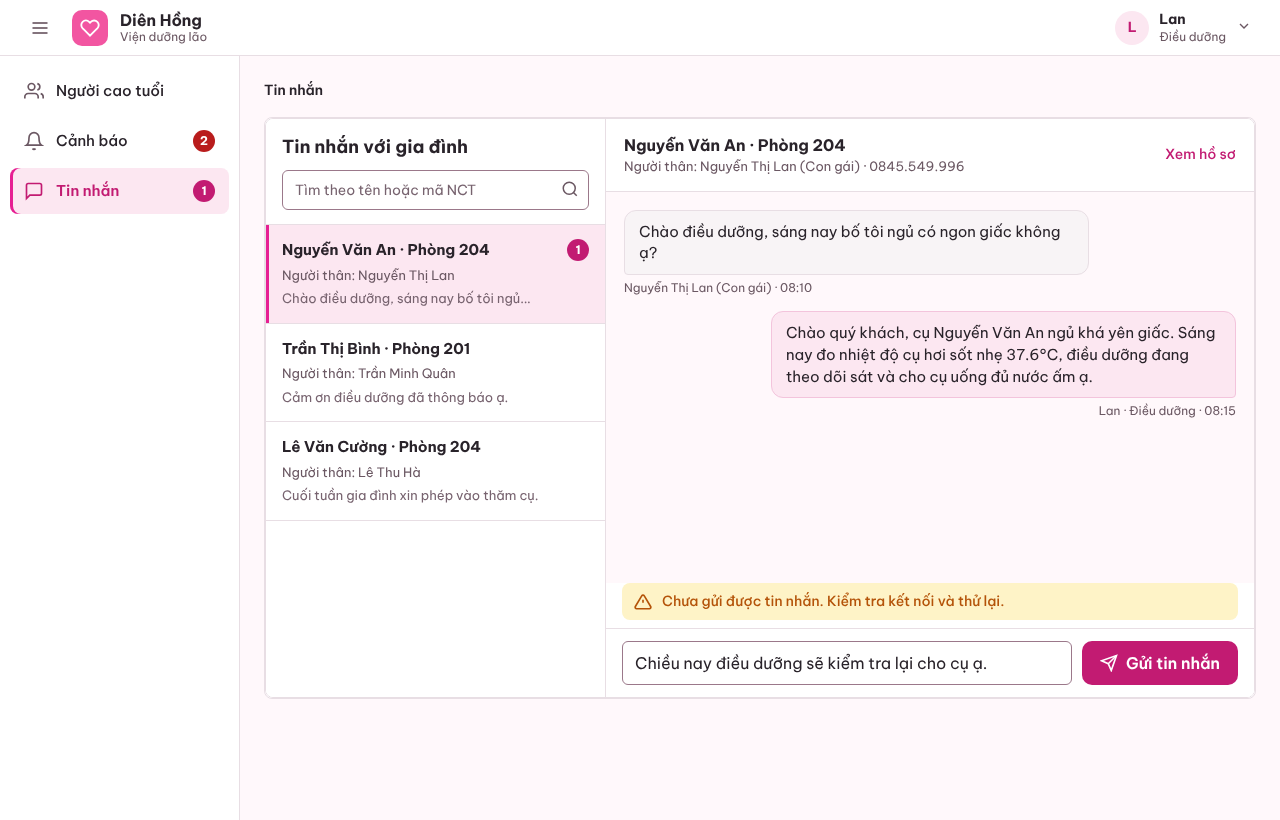 Diên Hồng
Viện dưỡng lão
L
Lan
Điều dưỡng
Người cao tuổi
Cảnh báo
2
Tin nhắn
1
Tin nhắn
Tin nhắn với gia đình
Tìm theo tên hoặc mã NCT
Nguyễn Văn An · Phòng 204
1
Người thân: Nguyễn Thị Lan
Chào điều dưỡng, sáng nay bố tôi ngủ...
Trần Thị Bình · Phòng 201
Người thân: Trần Minh Quân
Cảm ơn điều dưỡng đã thông báo ạ.
Lê Văn Cường · Phòng 204
Người thân: Lê Thu Hà
Cuối tuần gia đình xin phép vào thăm cụ.
Nguyễn Văn An · Phòng 204
Người thân: Nguyễn Thị Lan (Con gái) · 0845.549.996
Xem hồ sơ
Chào điều dưỡng, sáng nay bố tôi ngủ có ngon giấc không
ạ?
Nguyễn Thị Lan (Con gái) · 08:10
Chào quý khách, cụ Nguyễn Văn An ngủ khá yên giấc. Sáng
nay đo nhiệt độ cụ hơi sốt nhẹ 37.6°C, điều dưỡng đang
theo dõi sát và cho cụ uống đủ nước ấm ạ.
Lan · Điều dưỡng · 08:15
Chưa gửi được tin nhắn. Kiểm tra kết nối và thử lại.
Chiều nay điều dưỡng sẽ kiểm tra lại cho cụ ạ.
Gửi tin nhắn